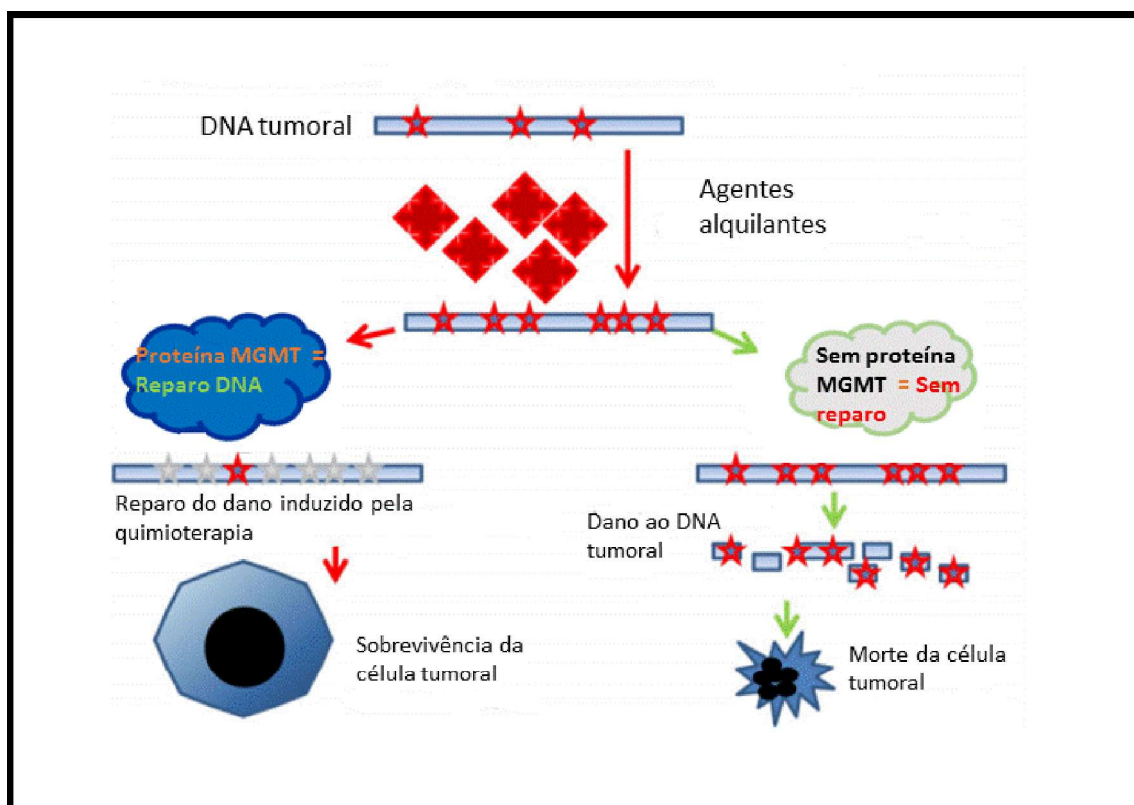 DNA tumoral
Agentes
alquilantes
Proteína MGMT =
Reparo DNA
Sem proteína
MGMT = Sem
reparo
Reparo do dano induzido pela
quimioterapia
Dano ao DNA
tumoral
Sobrevivência da
célula tumoral
Morte da célula
tumoral